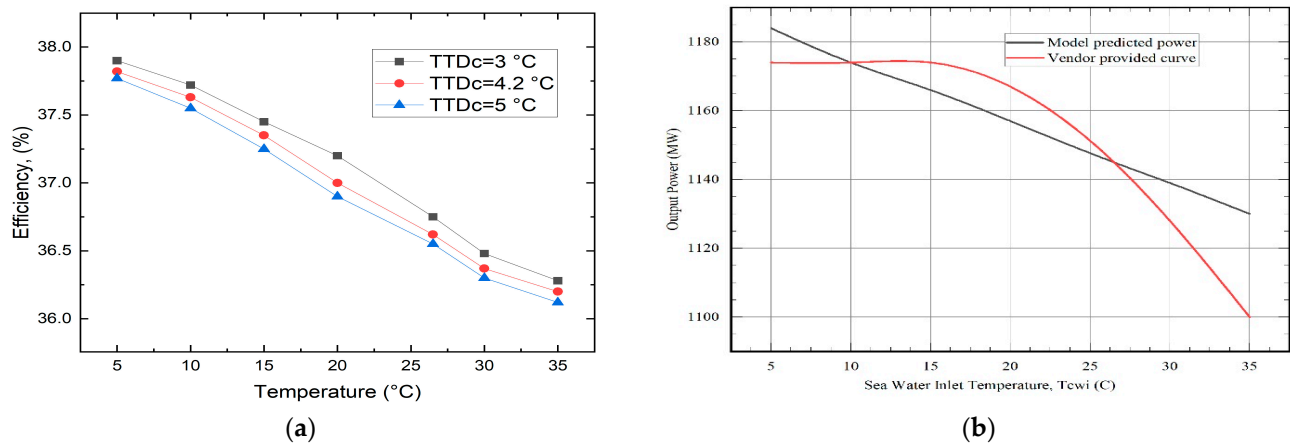 38.0
37.5
37.0
36.5
36.0
Efficiency, (%)
TTDc=3 °C
TTDc=4.2 °C
TTDc=5 °C
5 10 15 20 25 30 35
Temperature (°C)
(a)
1180
1160
1140
1120
1100
Output Power (MW)
Model predicted power
Vendor provided curve
5 10 15 20 25 30 35
Sea Water Inlet Temperature, Tcwi (C)
(b)